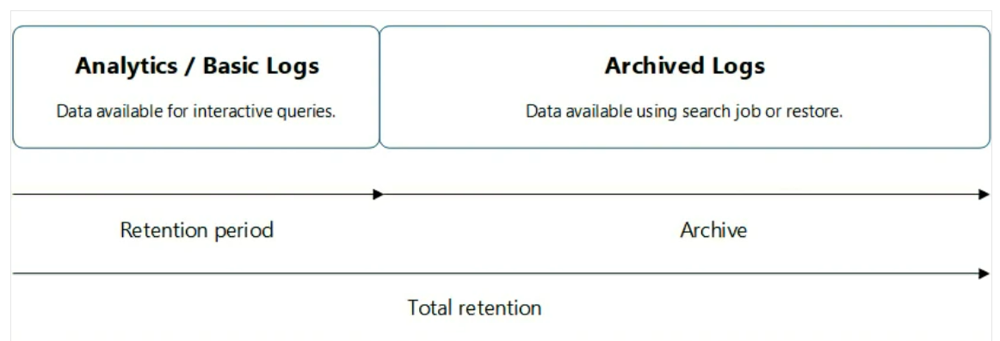 Analytics / Basic Logs
Data available for interactive queries.
Archived Logs
Data available using search job or restore.
Retention period
Archive
Total retention